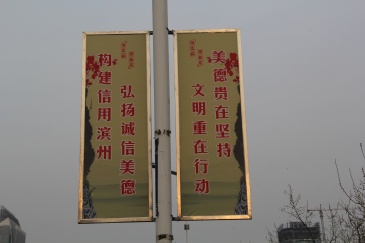 构建信用滨州
弘扬诚信美德
美德贵在坚持
文明重在行动